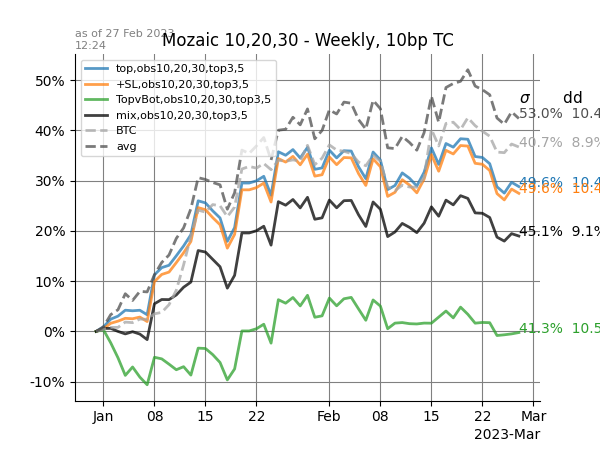 as of 27 Feb 2023
12:24
Mozaic 10,20,30 - Weekly, 10bp TC
top,obs10,20,30,top3,5
+SL,obs10,20,30,top3,5
TopvBot,obs10,20,30,top3,5
mix,obs10,20,30,top3,5
BTC
avg
σ dd
53.0% 10.4
40.7% 8.9%
49.6% 10.4
49.6% 10.4
45.1% 9.1%
41.3% 10.5
50%
40%
30%
20%
10%
0%
-10%
Jan 08 15 22 Feb 08 15 22 Mar
2023-Mar